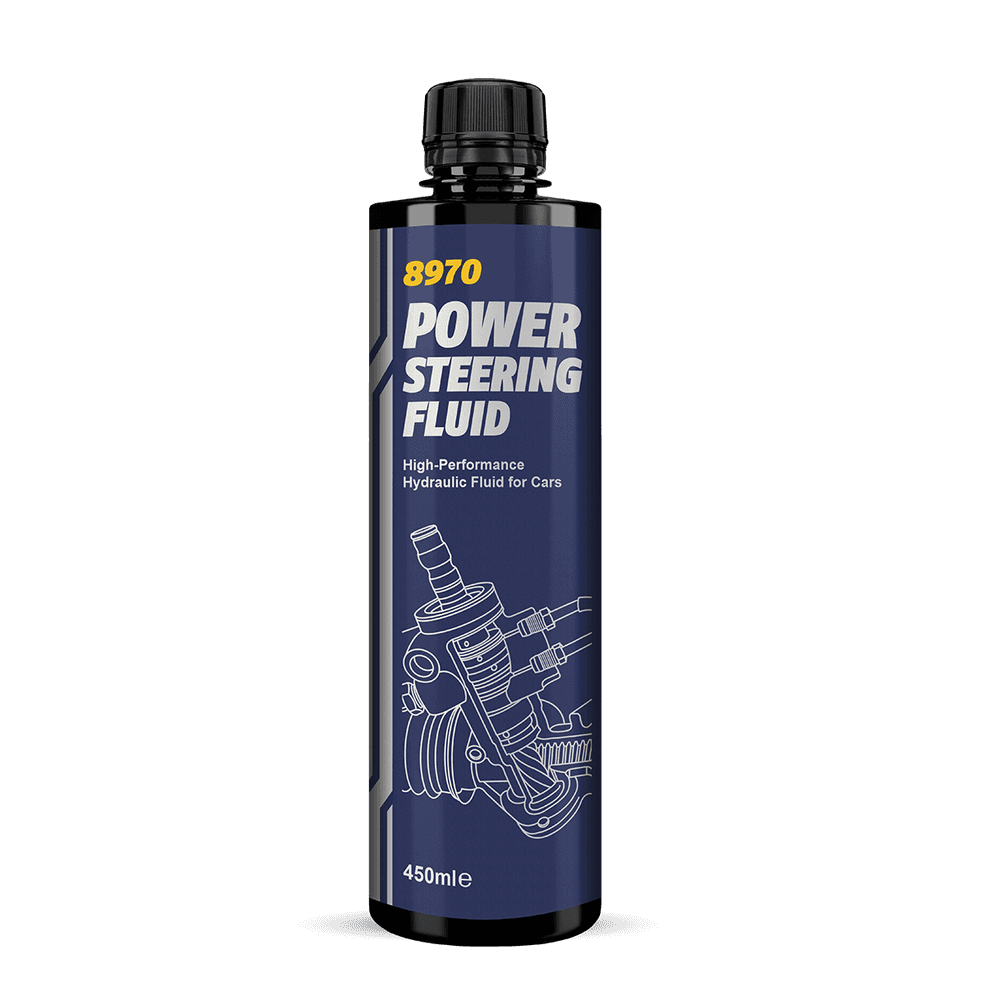 8970
POWER
STEERING
FLUID
High-Performance
Hydraulic Fluid for Cars
450ml℮